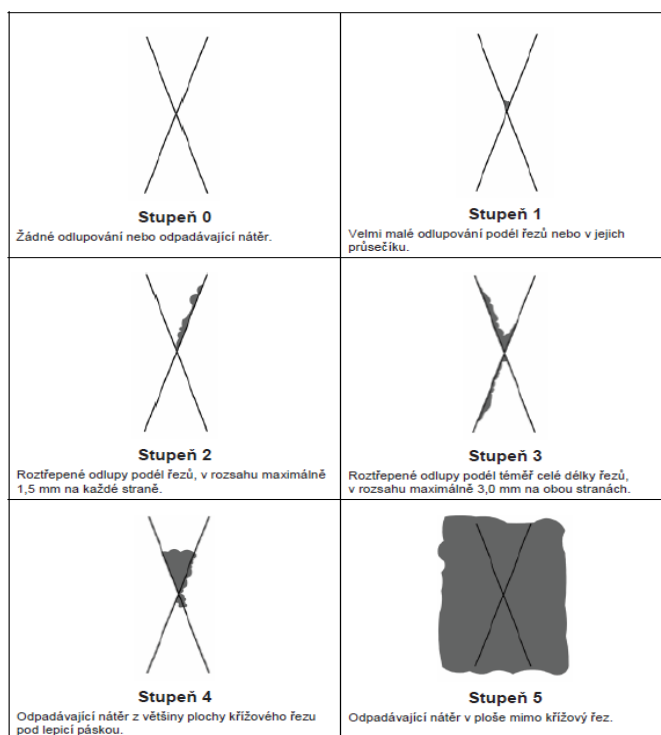 Stupeň 0
Žádné odlupování nebo odpadávající nátěr.
Stupeň 1
Velmi malé odlupování podél řezů nebo v jejich
průsečíku.
Stupeň 2
Roztřepené odlupy podél řezů, v rozsahu maximálně
1,5 mm na každé straně.
Stupeň 3
Roztřepené odlupy podél téměř celé délky řezů,
v rozsahu maximálně 3,0 mm na obou stranách.
Stupeň 4
Odpadávající nátěr z většiny plochy křížového řezu
pod lepicí páskou.
Stupeň 5
Odpadávající nátěr v ploše mimo křížový řez.